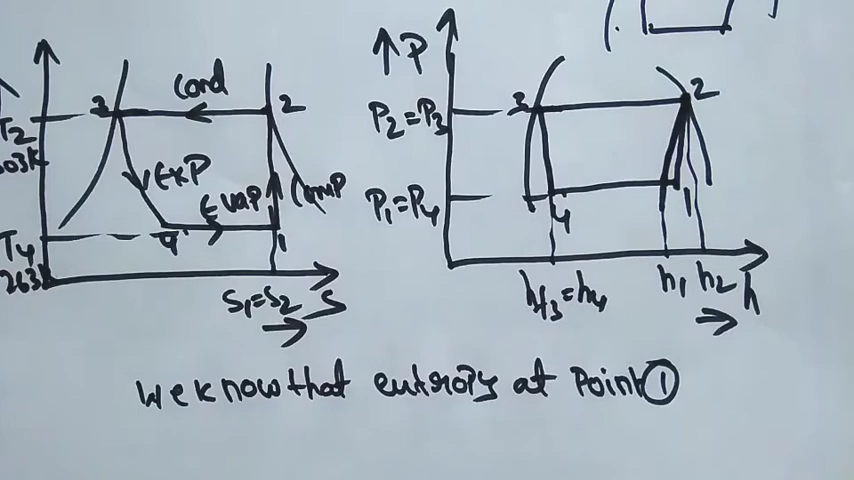 3 Cond 2
T2
303K
Exp
Evap Comp
T4
263K
4 1
S1=S2 S
↑ P
P2=P3 3 2
P1=P4
4 1
hf3=h4 h1 h2 h
We know that entropy at Point ①